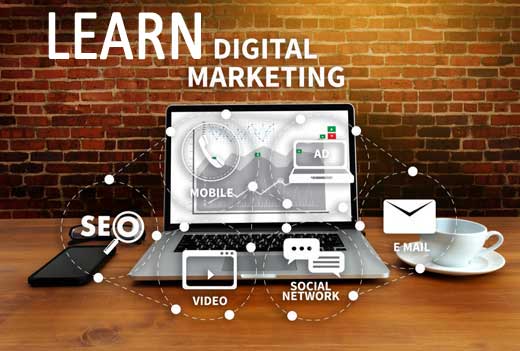 LEARN DIGITAL
MARKETING
MOBILE
AD
SEO
E MAIL
VIDEO
SOCIAL
NETWORK